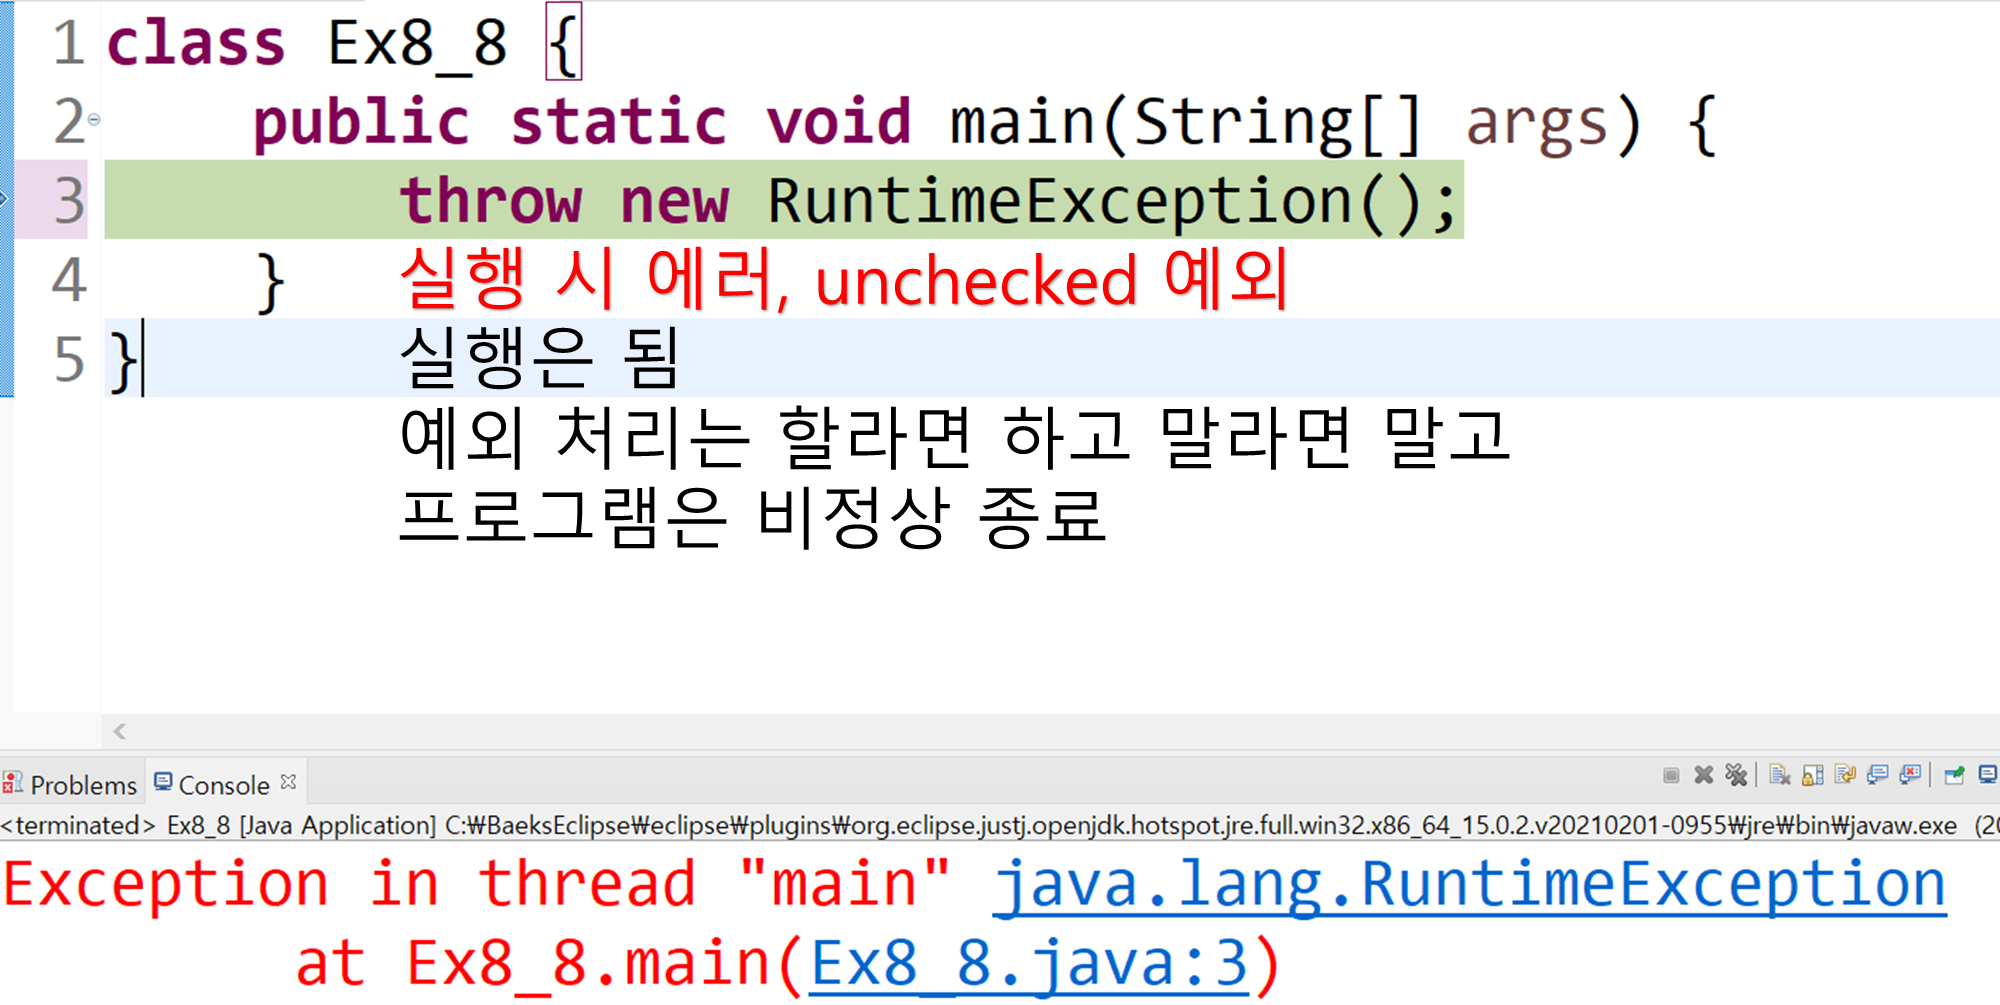 1 class Ex8_8 {
2 public static void main(String[] args) {
3 throw new RuntimeException();
4 } 실행 시 에러, unchecked 예외
5 } 실행은 됨
예외 처리는 할라면 하고 말라면 말고
프로그램은 비정상 종료
Problems Console
<terminated> Ex8_8 [Java Application] C:₩BaeksEclipse₩eclipse₩plugins₩org.eclipse.justj.openjdk.hotspot.jre.full.win32.x86_64_15.0.2.v20210201-0955₩jre₩bin₩javaw.exe (20
Exception in thread "main" java.lang.RuntimeException
at Ex8_8.main(Ex8_8.java:3)